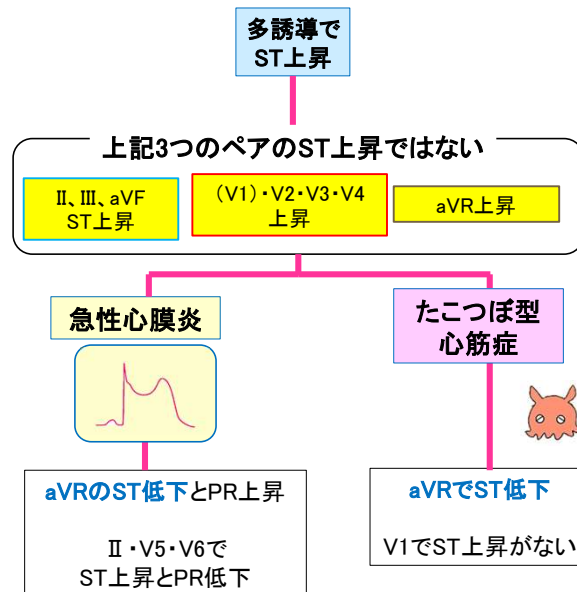 多誘導で
ST上昇
上記3つのペアのST上昇ではない
Ⅱ、Ⅲ、aVF
ST上昇
(V1)・V2・V3・V4
上昇
aVR上昇
急性心膜炎
たこつぼ型
心筋症
aVRのST低下とPR上昇
Ⅱ・V5・V6で
ST上昇とPR低下
aVRでST低下
V1でST上昇がない